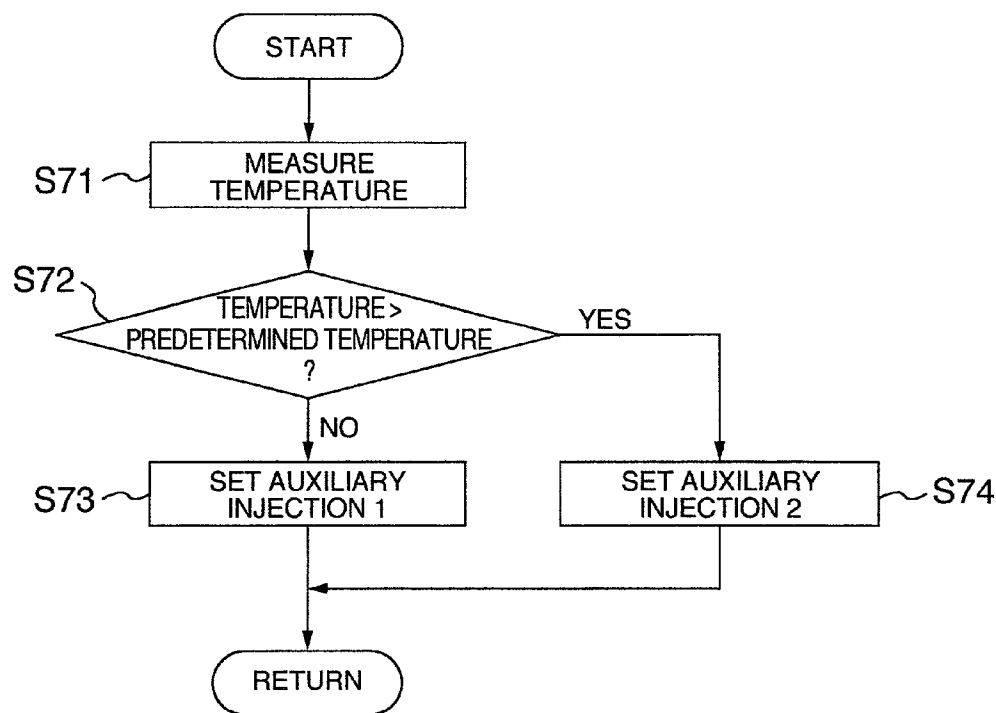 START
S71
MEASURE
TEMPERATURE
S72
TEMPERATURE >
PREDETERMINED TEMPERATURE
?
YES
NO
S73
SET AUXILIARY
INJECTION 1
SET AUXILIARY
INJECTION 2
S74
RETURN